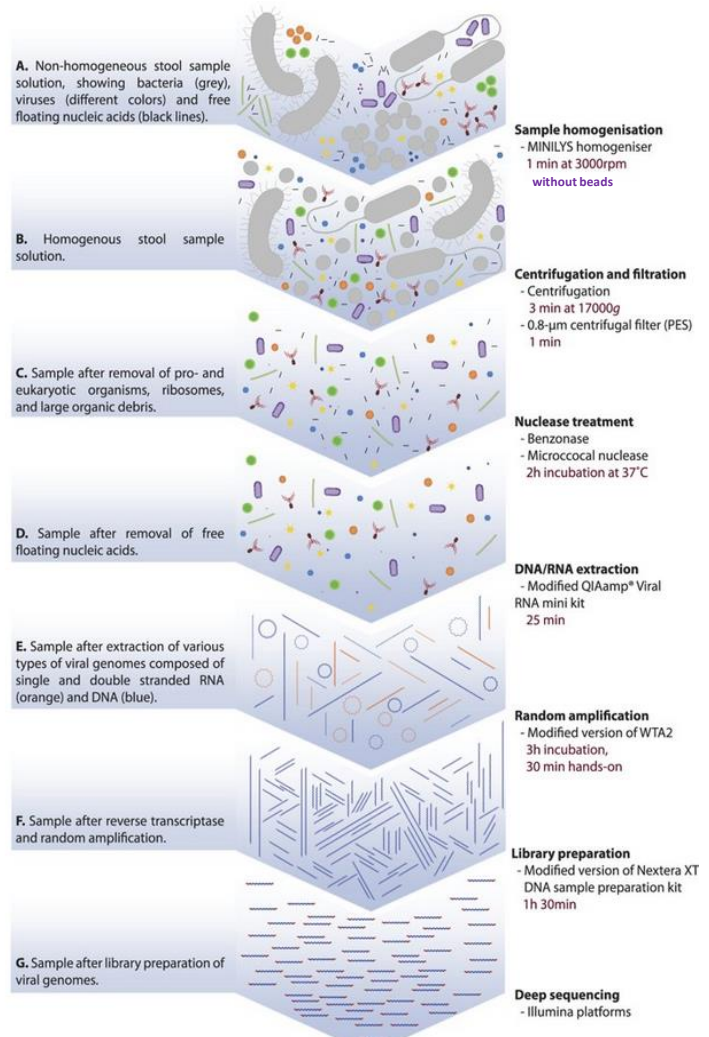 A. Non-homogeneous stool sample
solution, showing bacteria (grey),
viruses (different colors) and free
floating nucleic acids (black lines).
Sample homogenisation
- MINILYS homogeniser
1 min at 3000rpm
without beads
B. Homogenous stool sample
solution.
Centrifugation and filtration
- Centrifugation
3 min at 17000g
- 0.8-µm centrifugal filter (PES)
1 min
C. Sample after removal of pro- and
eukaryotic organisms, ribosomes,
and large organic debris.
Nuclease treatment
- Benzonase
- Microccocal nuclease
2h incubation at 37˚C
D. Sample after removal of free
floating nucleic acids.
DNA/RNA extraction
- Modified QIAamp® Viral
RNA mini kit
25 min
E. Sample after extraction of various
types of viral genomes composed of
single and double stranded RNA
(orange) and DNA (blue).
Random amplification
- Modified version of WTA2
3h incubation,
30 min hands-on
F. Sample after reverse transcriptase
and random amplification.
Library preparation
- Modified version of Nextera XT
DNA sample preparation kit
1h 30min
G. Sample after library preparation of
viral genomes.
Deep sequencing
- Illumina platforms